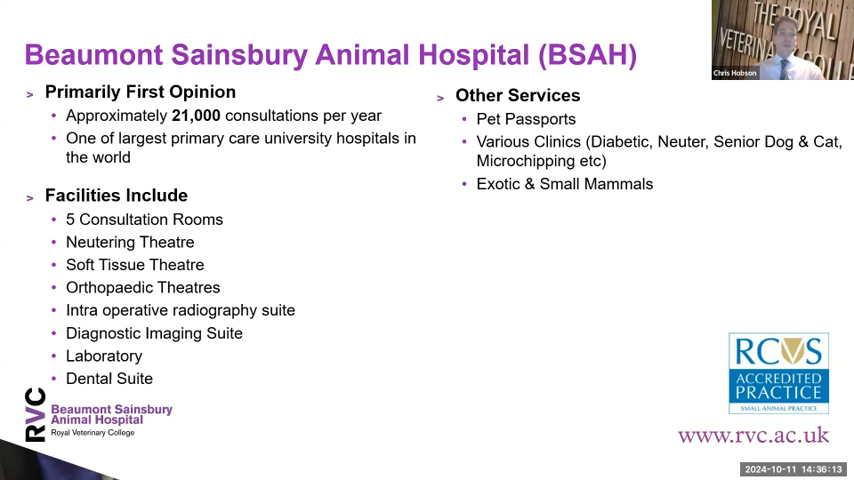 Beaumont Sainsbury Animal Hospital (BSAH)
> Primarily First Opinion
• Approximately 21,000 consultations per year
• One of largest primary care university hospitals in
the world
> Facilities Include
• 5 Consultation Rooms
• Neutering Theatre
• Soft Tissue Theatre
• Orthopaedic Theatres
• Intra operative radiography suite
• Diagnostic Imaging Suite
• Laboratory
• Dental Suite
> Other Services
• Pet Passports
• Various Clinics (Diabetic, Neuter, Senior Dog & Cat,
Microchipping etc)
• Exotic & Small Mammals
THE ROYAL
VETERINARY COLLE
Chris Hobson
RCVS
ACCREDITED
PRACTICE
SMALL ANIMAL PRACTICE
www.rvc.ac.uk
RVC
Beaumont Sainsbury
Animal Hospital
Royal Veterinary College
2024-10-11 14:36:13